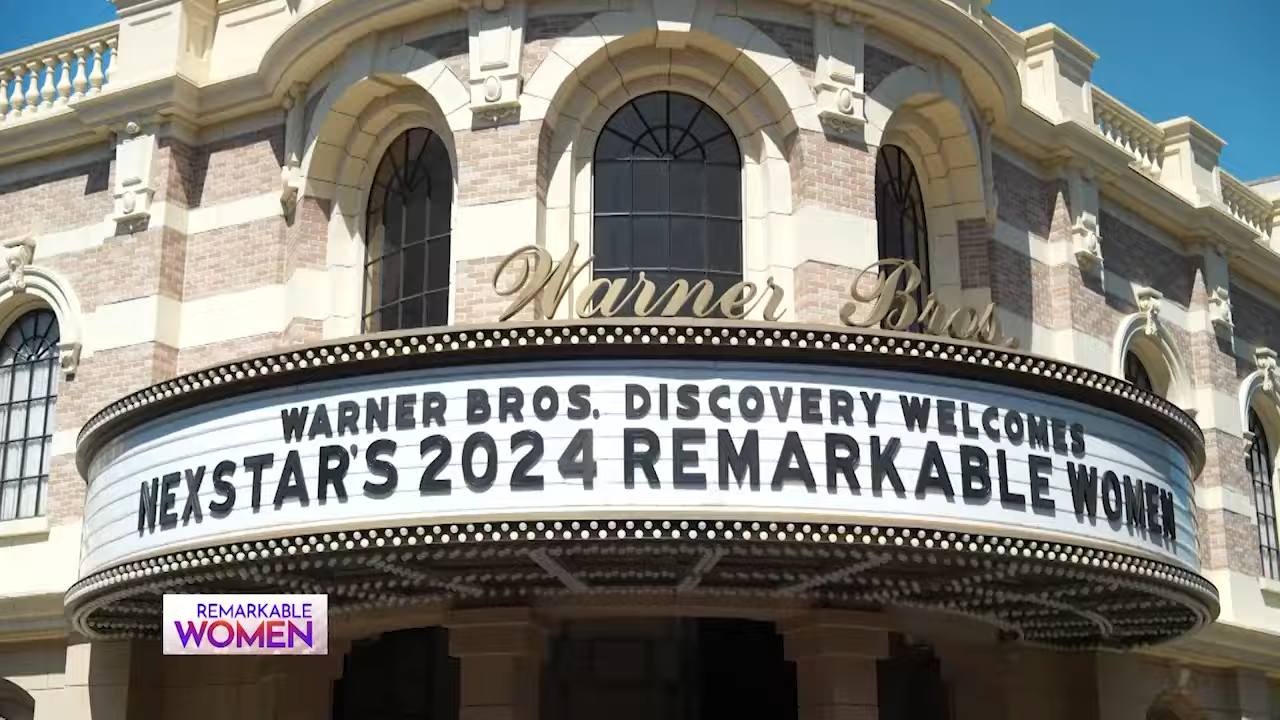 Warner Bros.
WARNER BROS. DISCOVERY WELCOMES
NEXSTAR'S 2024 REMARKABLE WOMEN
REMARKABLE
WOMEN